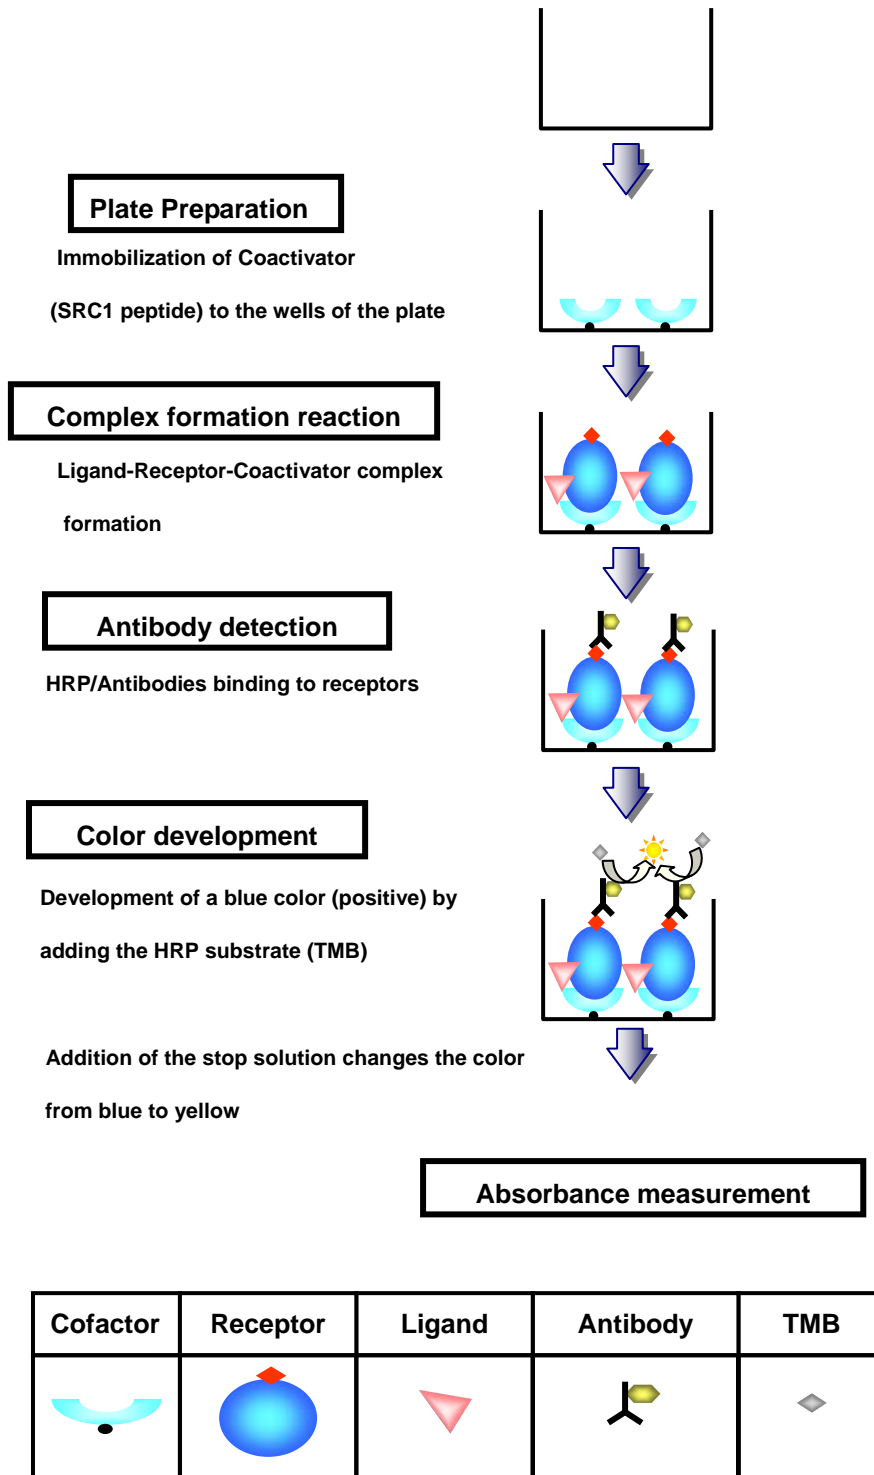 Plate Preparation
Immobilization of Coactivator
(SRC1 peptide) to the wells of the plate
Complex formation reaction
Ligand-Receptor-Coactivator complex
formation
Antibody detection
HRP/Antibodies binding to receptors
Color development
Development of a blue color (positive) by
adding the HRP substrate (TMB)
Addition of the stop solution changes the color
from blue to yellow
Absorbance measurement
Cofactor Receptor Ligand Antibody TMB